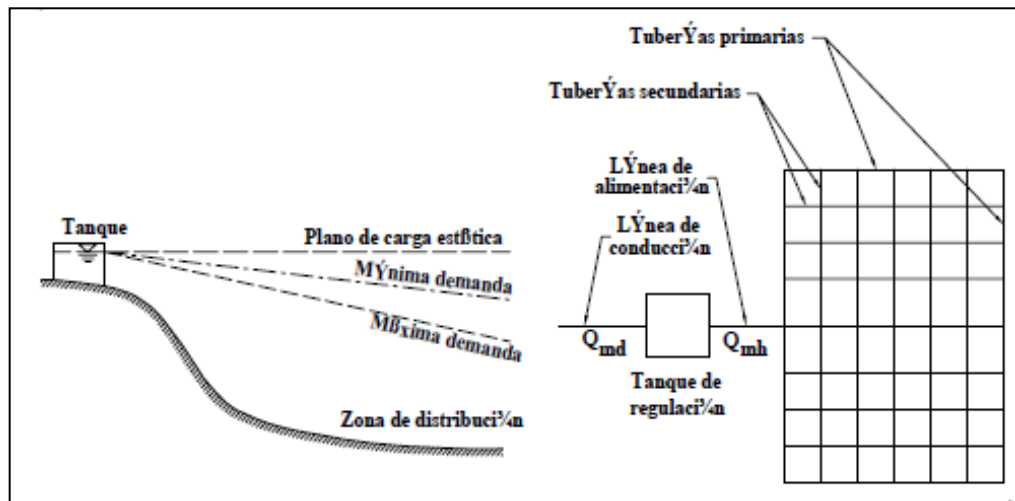 TuberÝas primarias
TuberÝas secundarias
LÝnea de
alimentaci¾n
LÝnea de
conducci¾n
Tanque
Plano de carga estßtica
MÝnima demanda
Mßxima demanda
Zona de distribuci¾n
Qmd
Qmh
Tanque de
regulaci¾n